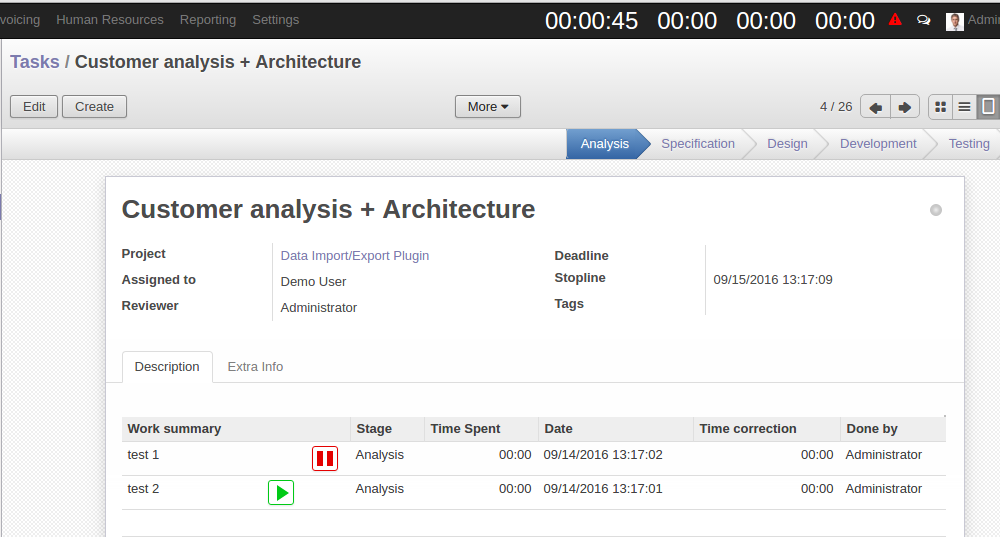 voicing Human Resources Reporting Settings 00:00:45 00:00 00:00 00:00 Admin
Tasks / Customer analysis + Architecture
Edit Create More 4 / 26
Analysis Specification Design Development Testing
Customer analysis + Architecture
Project Data Import/Export Plugin Deadline
Assigned to Demo User Stopline 09/15/2016 13:17:09
Reviewer Administrator Tags
Description Extra Info
Work summary Stage Time Spent Date Time correction Done by
test 1 Analysis 00:00 09/14/2016 13:17:02 00:00 Administrator
test 2 Analysis 00:00 09/14/2016 13:17:01 00:00 Administrator